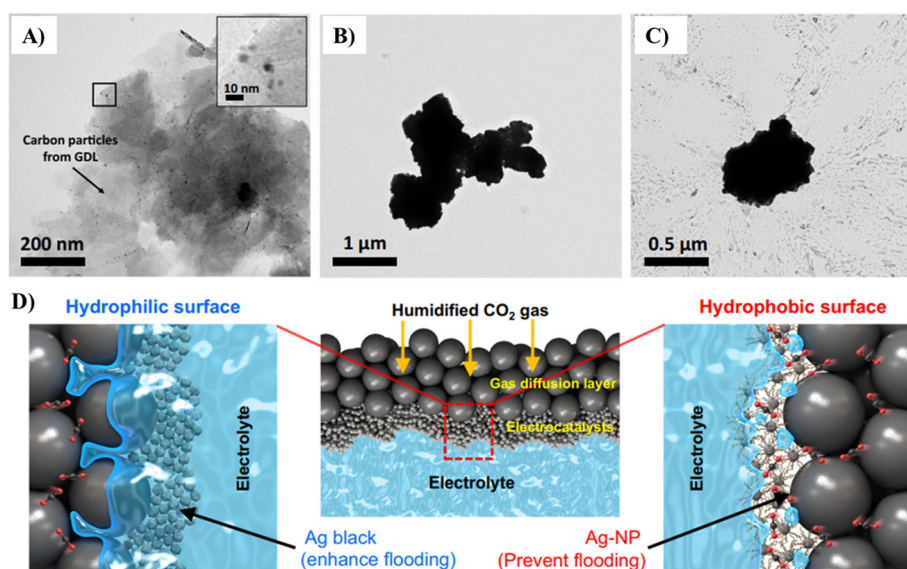 A)
10 nm
Carbon particles
from GDL
200 nm
B)
1 µm
C)
0.5 µm
D)
Hydrophilic surface
Electrolyte
Ag black
(enhance flooding)
Humidified CO₂ gas
Gas diffusion layer
Electrocatalysts
Electrolyte
Hydrophobic surface
Electrolyte
Ag-NP
(Prevent flooding)